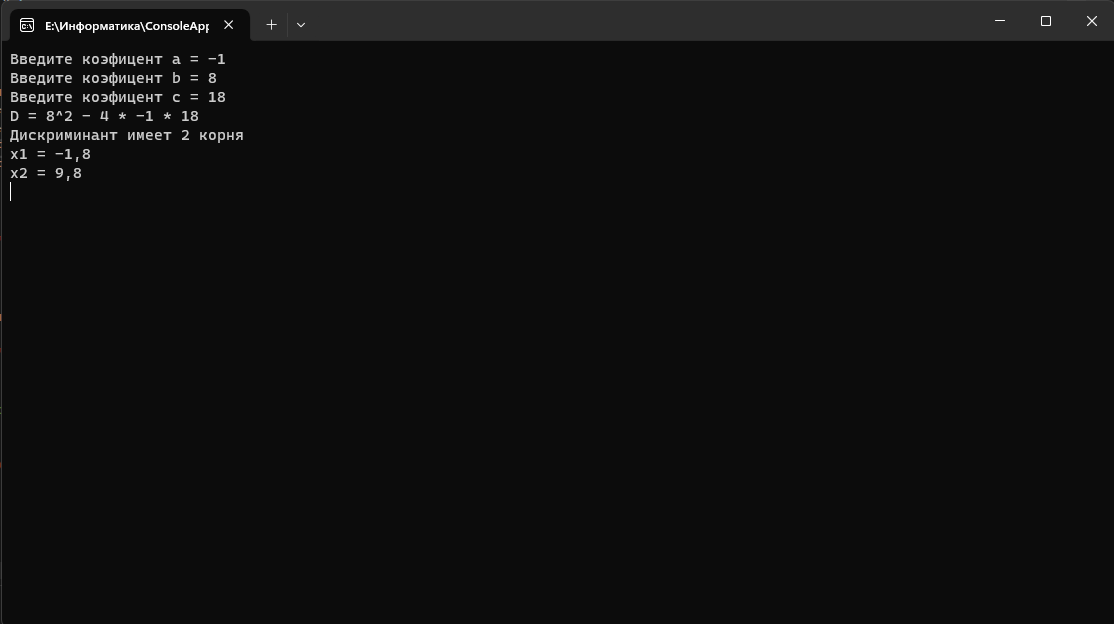 E:\Информатика\ConsoleApp
Введите коэфицент a = -1
Введите коэфицент b = 8
Введите коэфицент c = 18
D = 8^2 - 4 * -1 * 18
Дискриминант имеет 2 корня
x1 = -1,8
x2 = 9,8